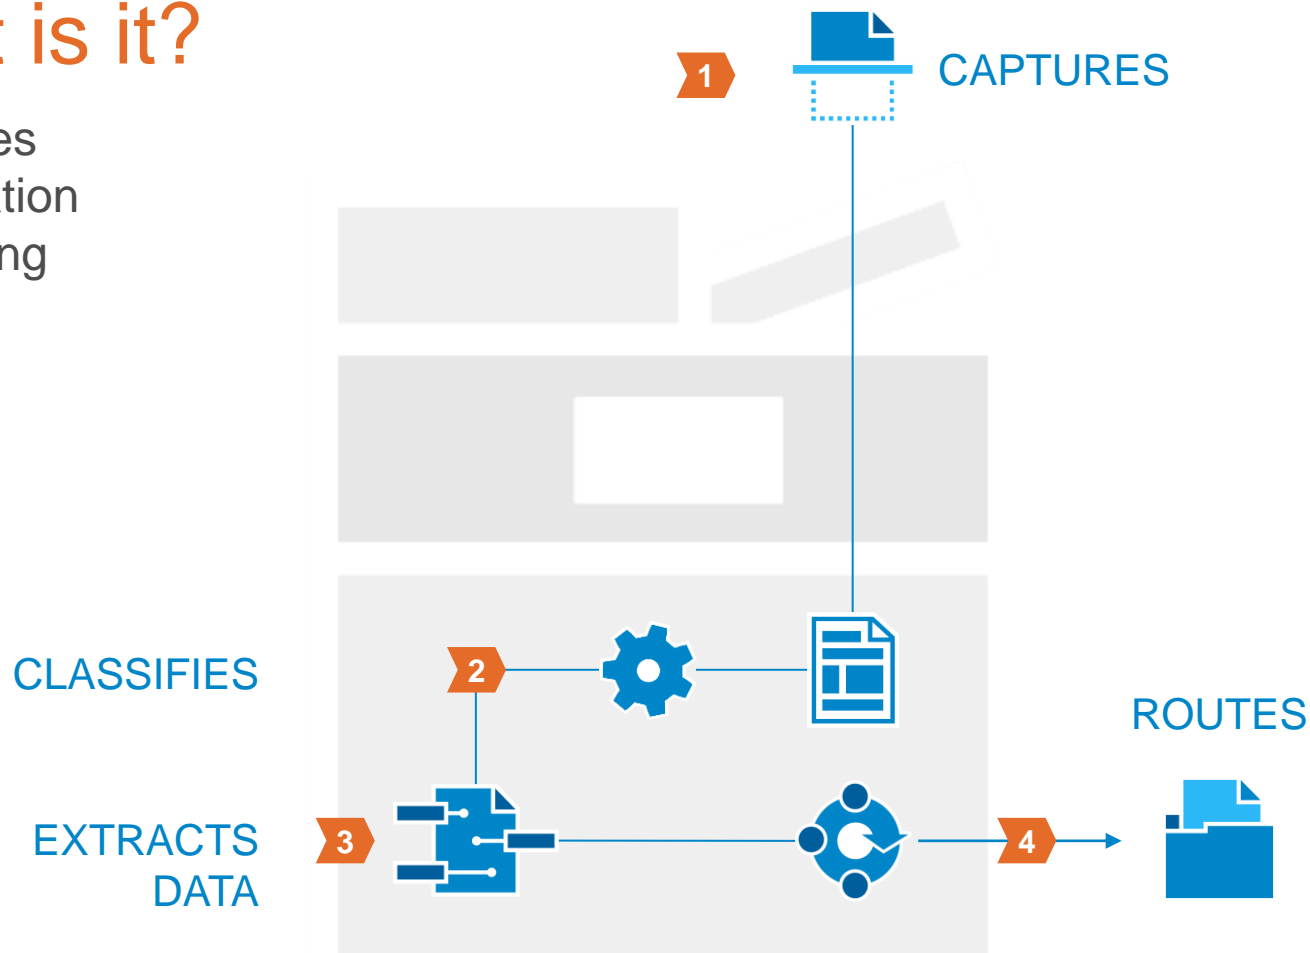 t is it?
es
tion
ng
1
CAPTURES
CLASSIFIES
2
ROUTES
EXTRACTS
DATA
3
4